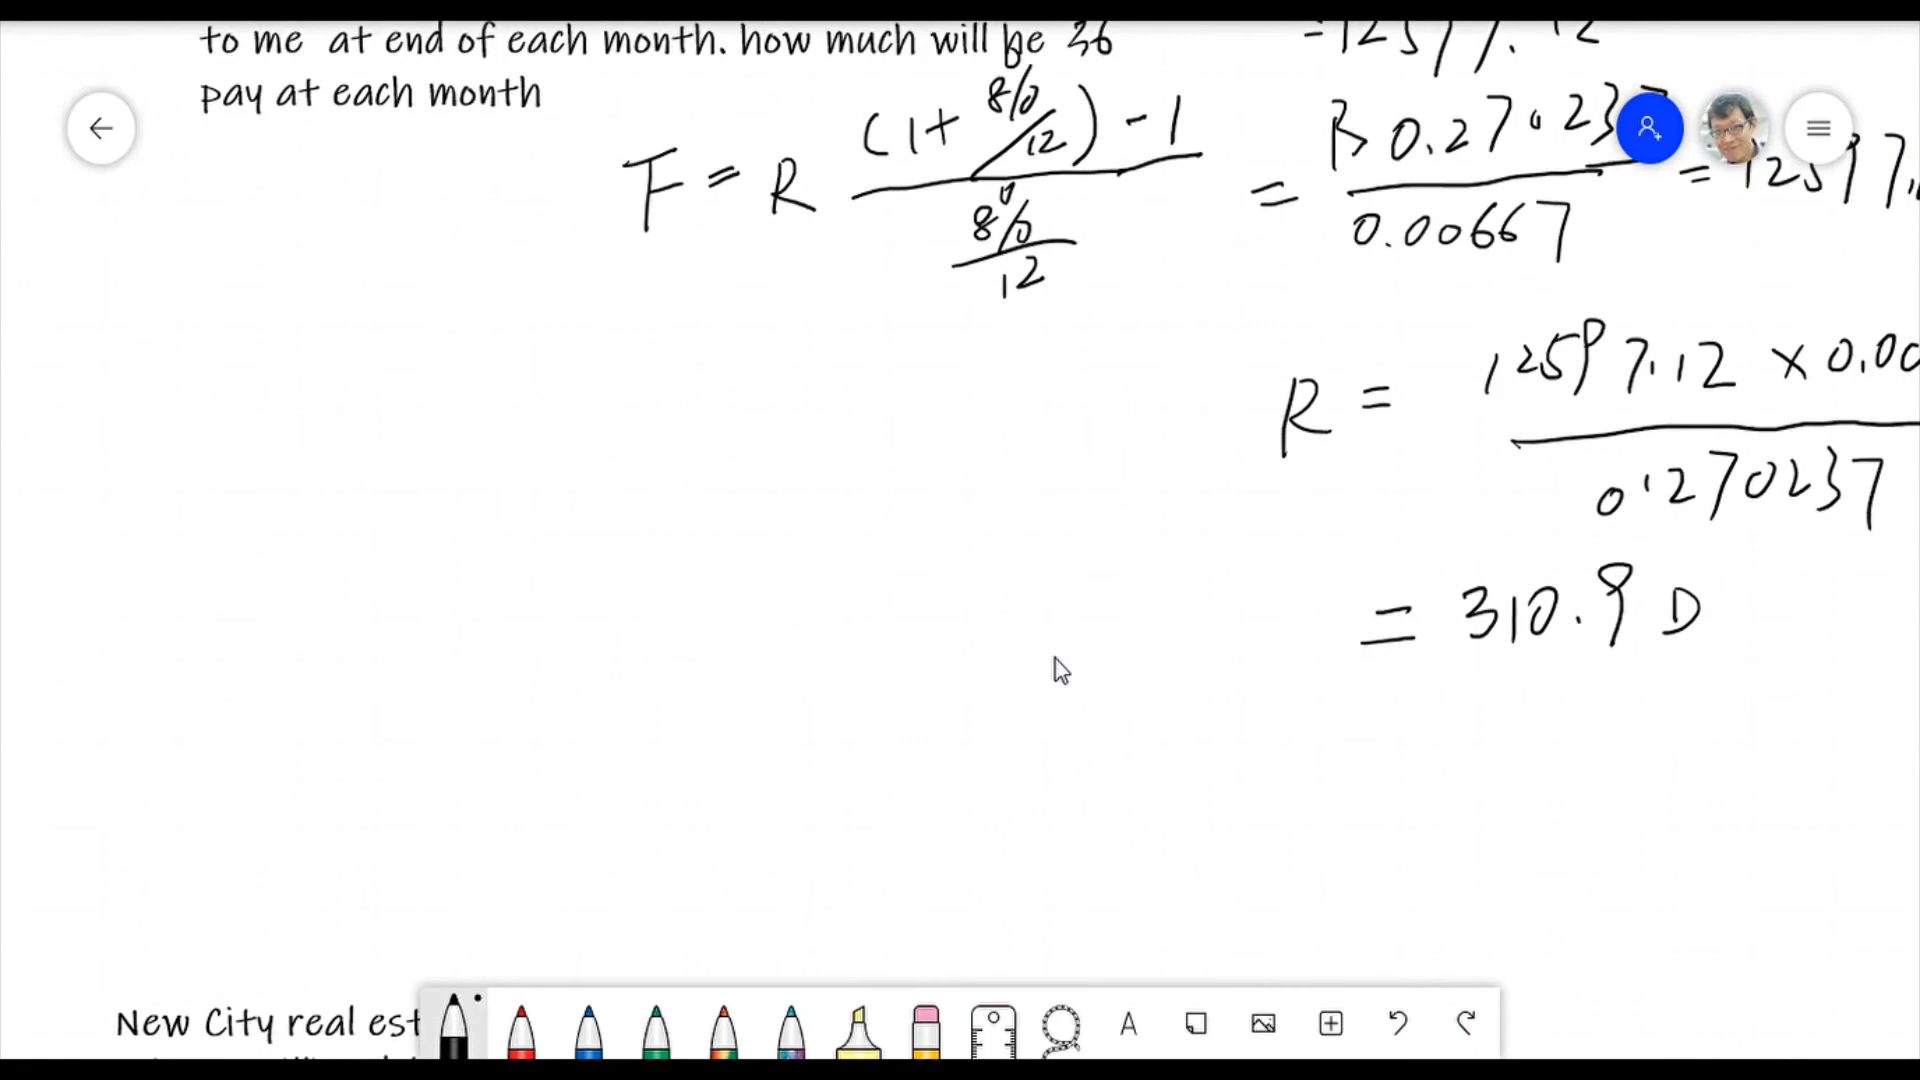 to me at end of each month. how much will be 36
pay at each month
F = R
(1 + 8%/12) - 1
8%
12
=
R 0.270237
0.00667
= 12597.
R =
12597.12 × 0.00
0.270237
= 310.9 D
New City real est
A